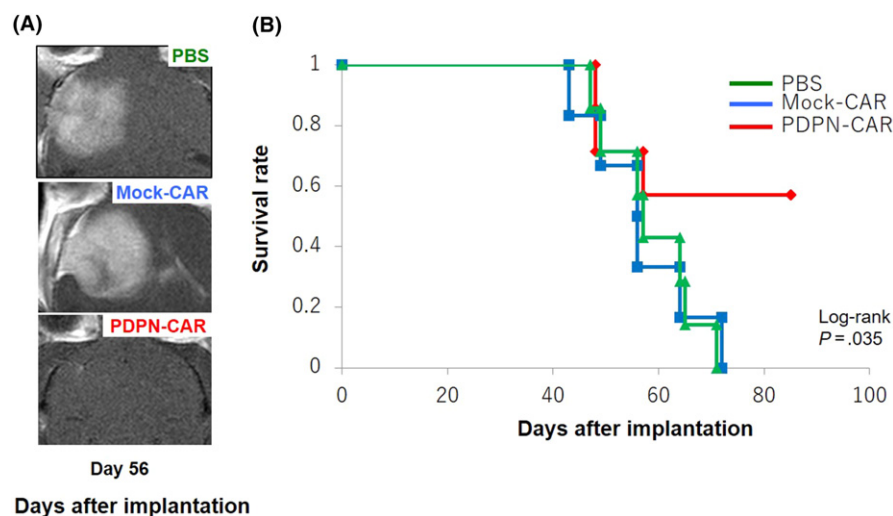 (A)
PBS
Mock-CAR
PDPN-CAR
Day 56
Days after implantation
(B)
1
0.8
0.6
0.4
0.2
0
Survival rate
0 20 40 60 80 100
Days after implantation
PBS
Mock-CAR
PDPN-CAR
Log-rank
P = .035